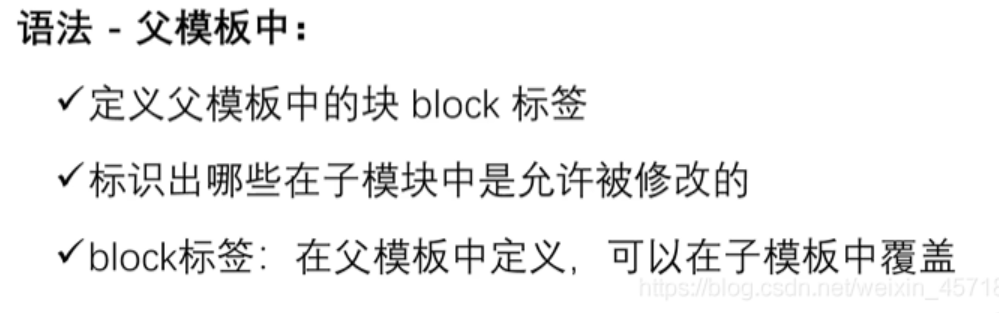 语法 - 父模板中：
✓定义父模板中的块 block 标签
✓标识出哪些在子模块中是允许被修改的
✓block标签：在父模板中定义，可以在子模板中覆盖
https://blog.csdn.net/weixin_45718